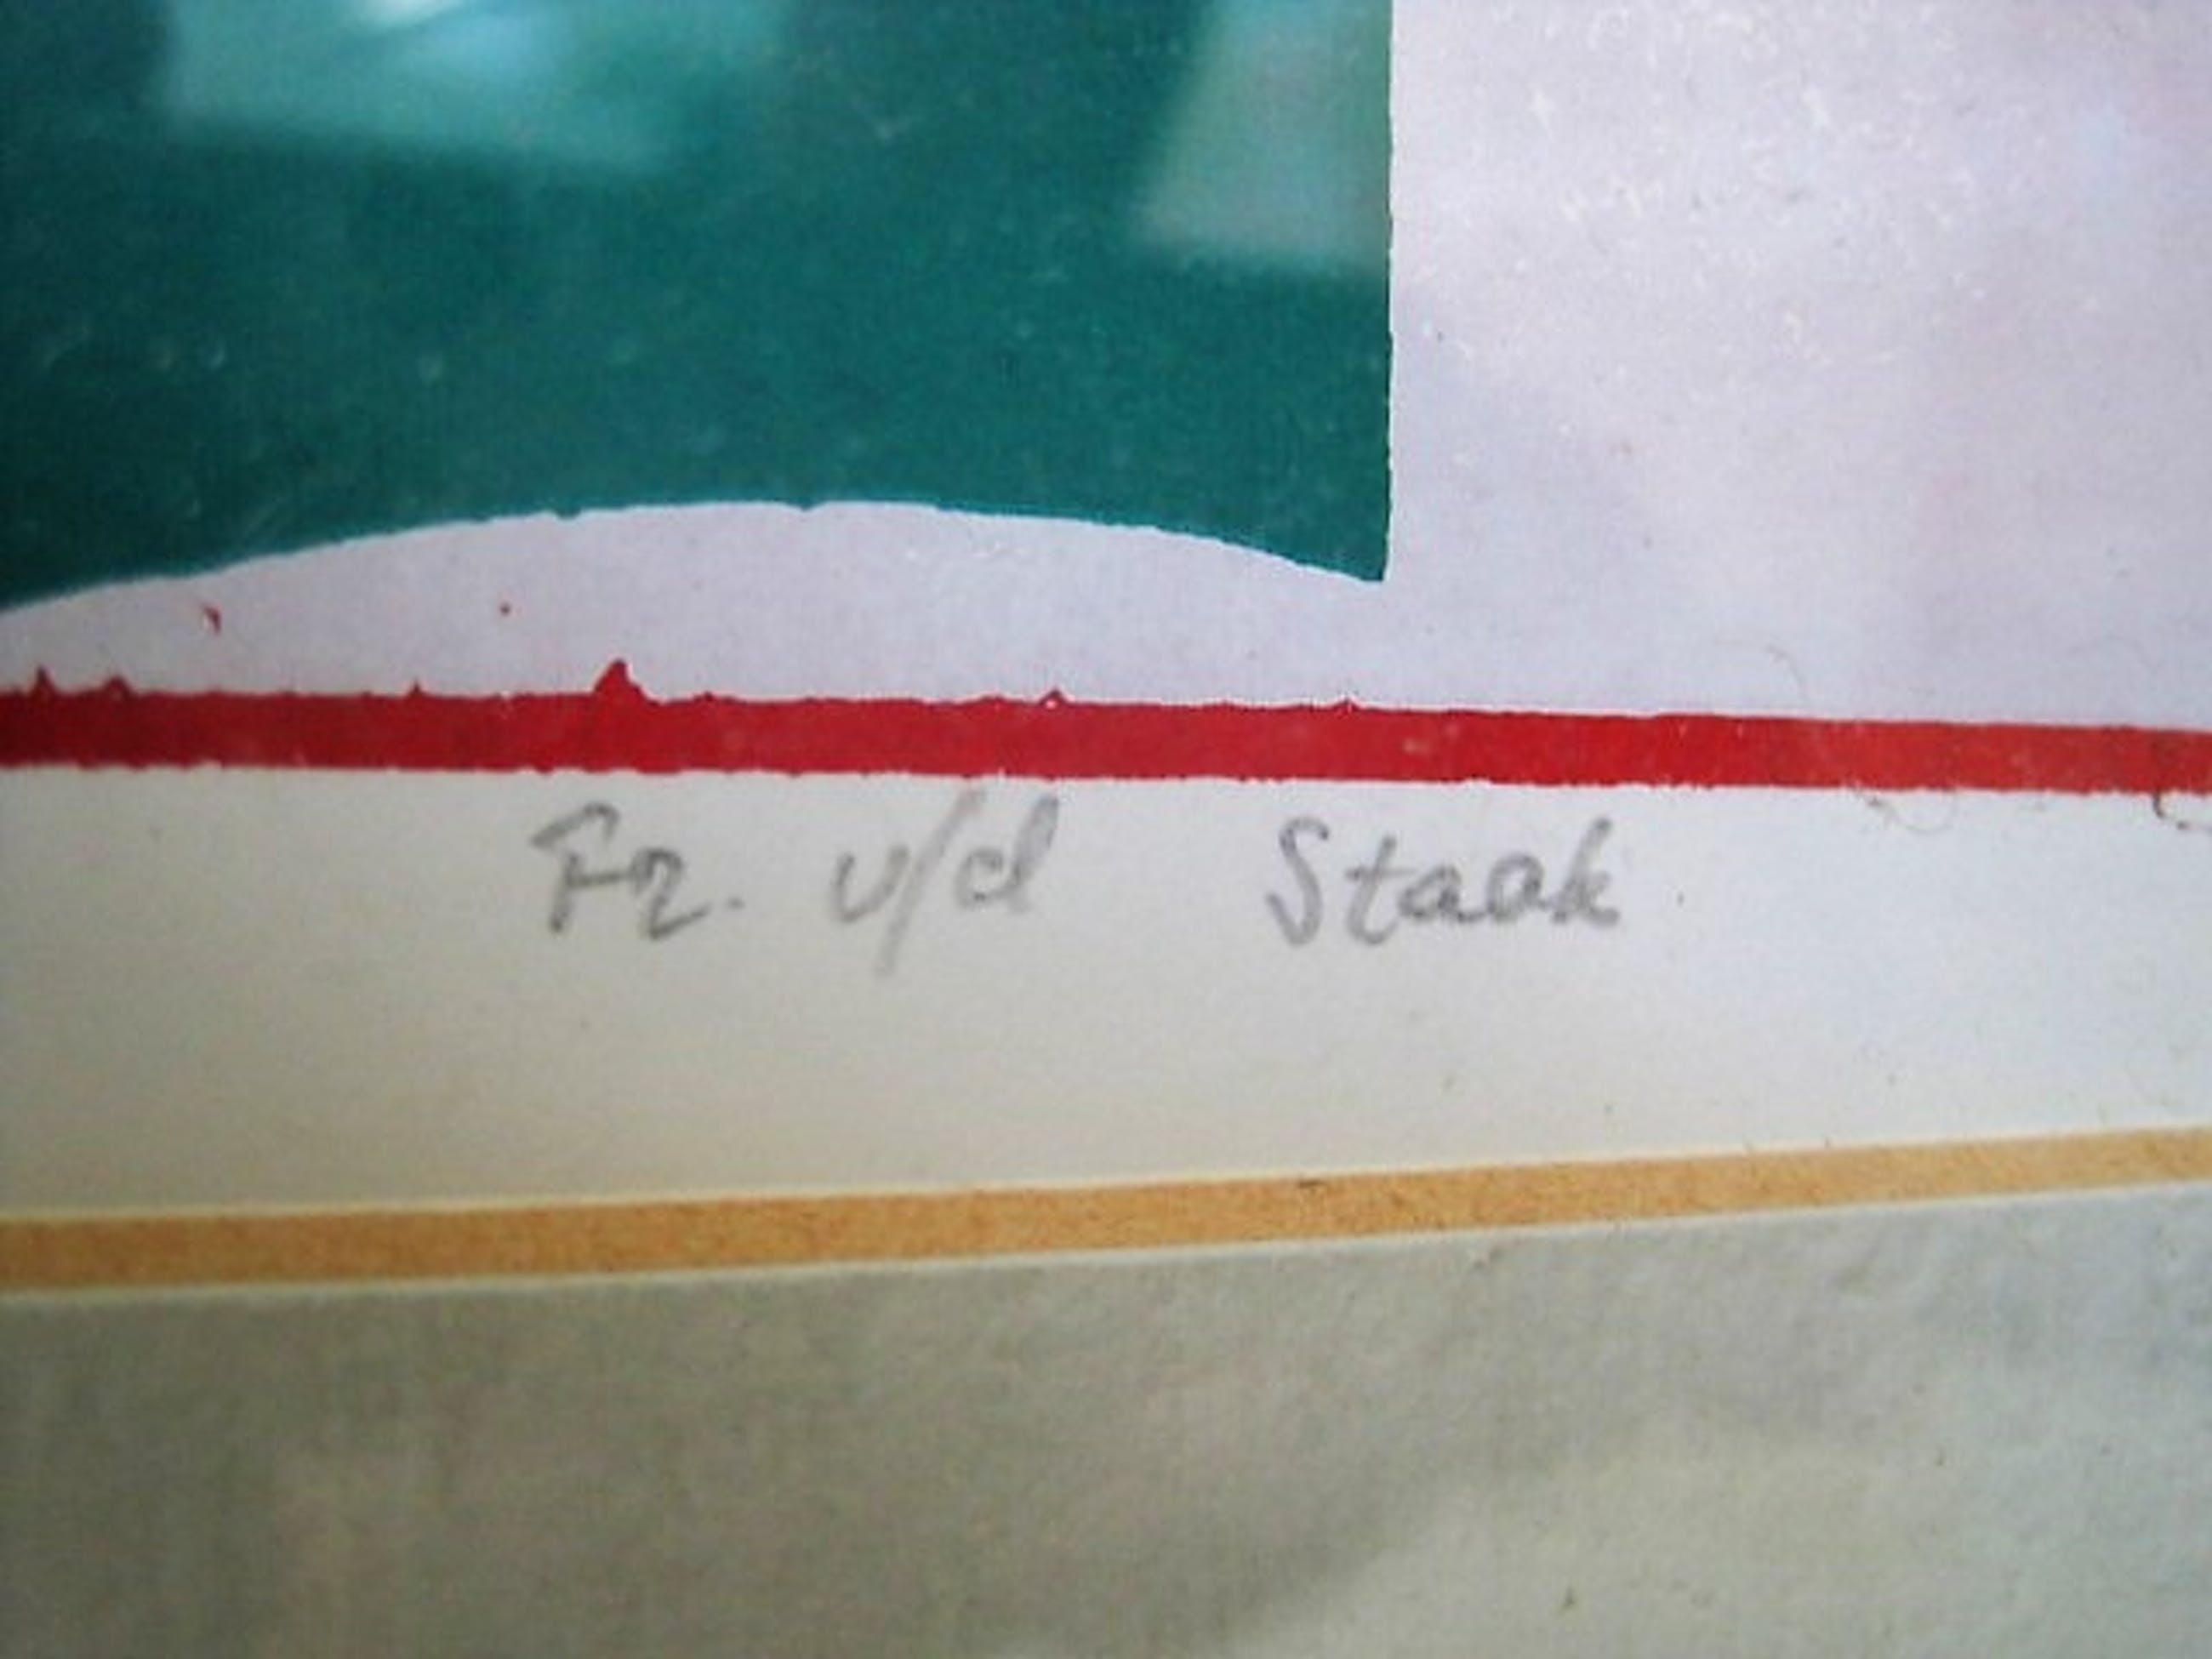 Fr. v/d Staak